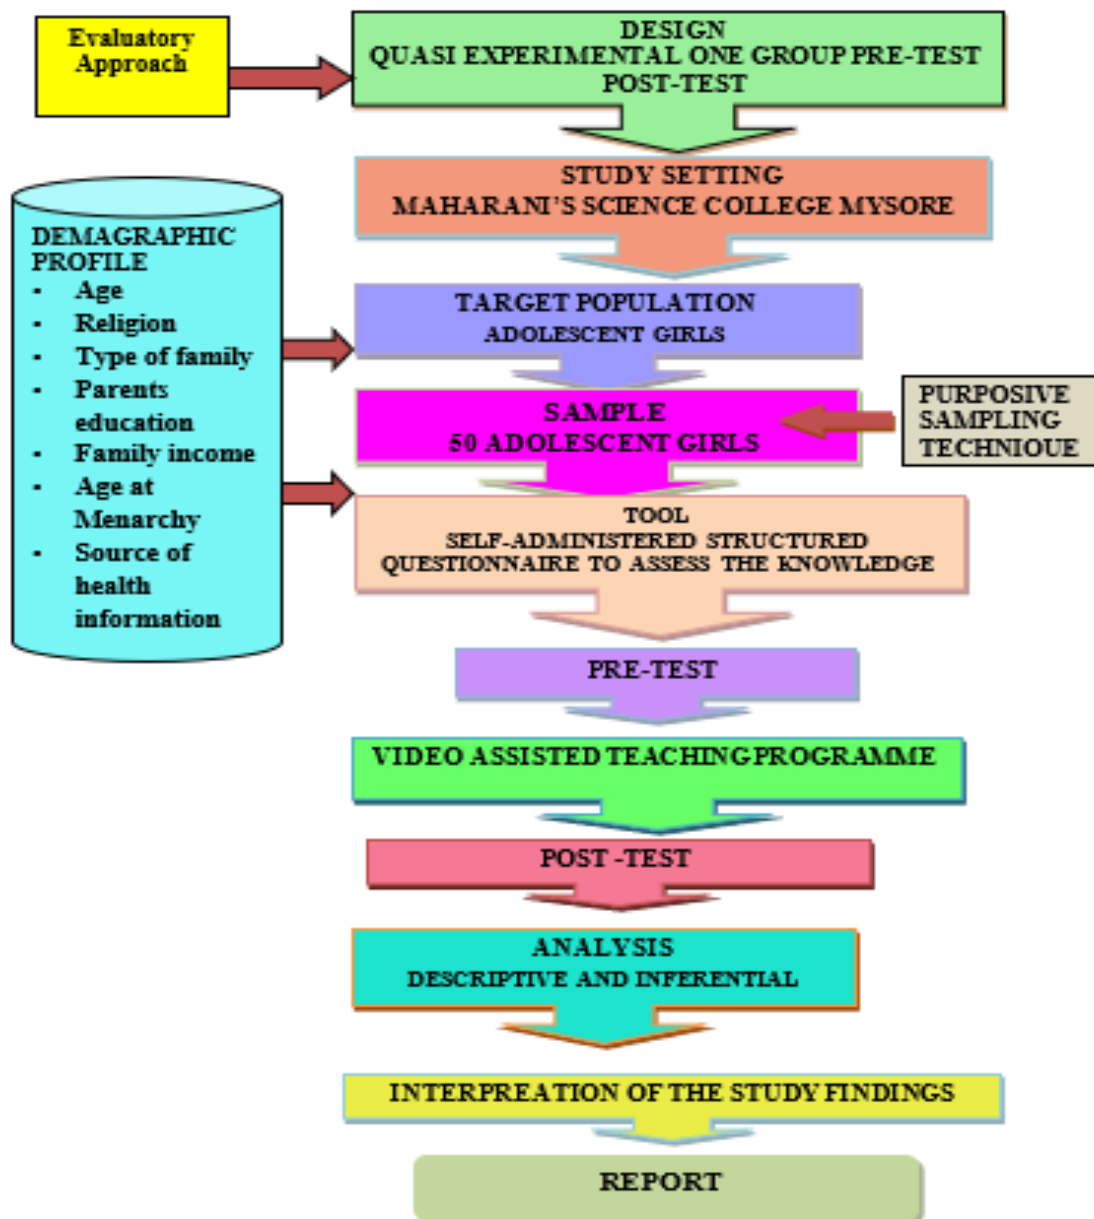 Evaluatory
Approach
DESIGN
QUASI EXPERIMENTAL ONE GROUP PRE-TEST
POST-TEST
STUDY SETTING
MAHARANI'S SCIENCE COLLEGE MYSORE
DEMAGRAPHIC
PROFILE
- Age
- Religion
- Type of family
- Parents
education
- Family income
- Age at
Menarchy
- Source of
health
information
TARGET POPULATION
ADOLESCENT GIRLS
SAMPLE
50 ADOLESCENT GIRLS
PURPOSIVE
SAMPLING
TECHNIQUE
TOOL
SELF-ADMINISTERED STRUCTURED
QUESTIONNAIRE TO ASSESS THE KNOWLEDGE
PRE-TEST
VIDEO ASSISTED TEACHING PROGRAMME
POST -TEST
ANALYSIS
DESCRIPTIVE AND INFERENTIAL
INTERPREATION OF THE STUDY FINDINGS
REPORT